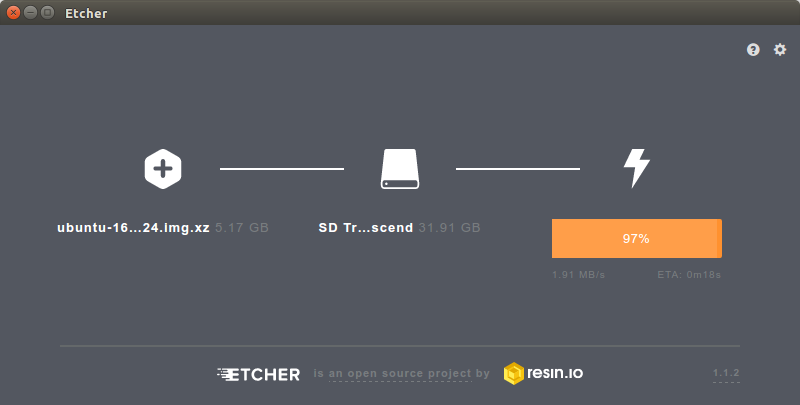 Etcher
ubuntu-16...24.img.xz 5.17 GB
SD Tr...scend 31.91 GB
97%
1.91 MB/s
ETA: 0m18s
ETCHER is an open source project by resin.io
1.1.2